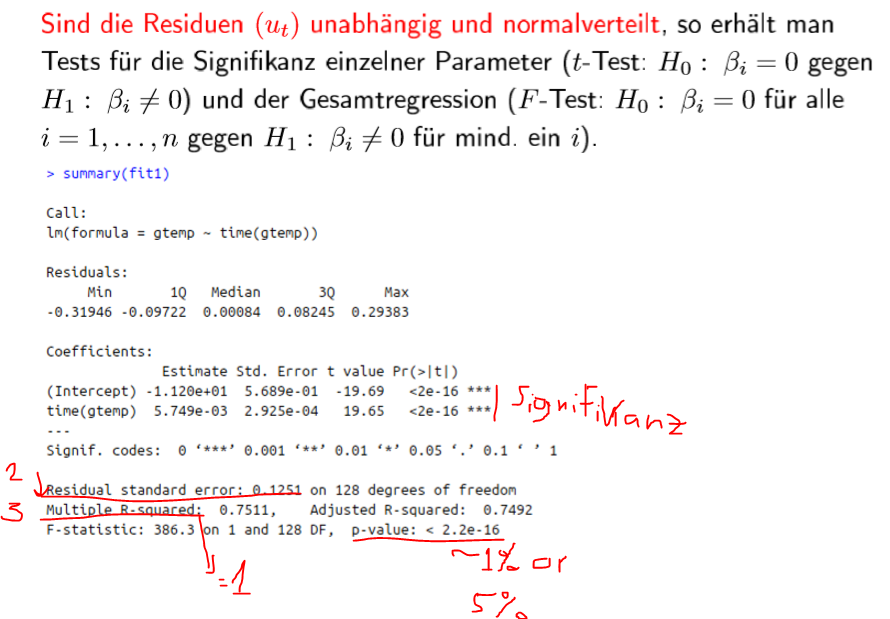 Sind die Residuen (u_t) unabhängig und normalverteilt, so erhält man
Tests für die Signifikanz einzelner Parameter (t-Test: H_0 : β_i = 0 gegen
H_1 : β_i ≠ 0) und der Gesamtregression (F-Test: H_0 : β_i = 0 für alle
i = 1, . . . , n gegen H_1 : β_i ≠ 0 für mind. ein i).
> summary(fit1)
Call:
lm(formula = gtemp ~ time(gtemp))
Residuals:
Min 1Q Median 3Q Max
-0.31946 -0.09722 0.00084 0.08245 0.29383
Coefficients:
Estimate Std. Error t value Pr(>|t|)
(Intercept) -1.120e+01 5.689e-01 -19.69 <2e-16 ***
time(gtemp) 5.749e-03 2.925e-04 19.65 <2e-16 ***
Signifikanz
---
Signif. codes: 0 ‘***’ 0.001 ‘**’ 0.01 ‘*’ 0.05 ‘.’ 0.1 ‘ ’ 1
2
Residual standard error: 0.1251 on 128 degrees of freedom
3 Multiple R-squared: 0.7511, Adjusted R-squared: 0.7492
F-statistic: 386.3 on 1 and 128 DF, p-value: < 2.2e-16
~1% or
=1
5%